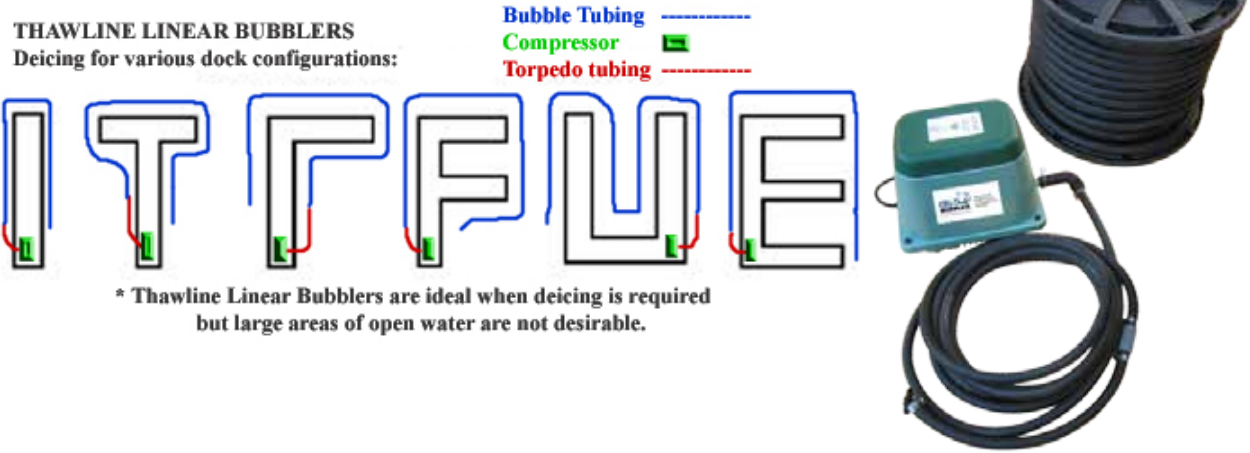 THAWLINE LINEAR BUBBLERS
Deicing for various dock configurations:
Bubble Tubing ------------
Compressor
Torpedo tubing ------------
* Thawline Linear Bubblers are ideal when deicing is required
but large areas of open water are not desirable.